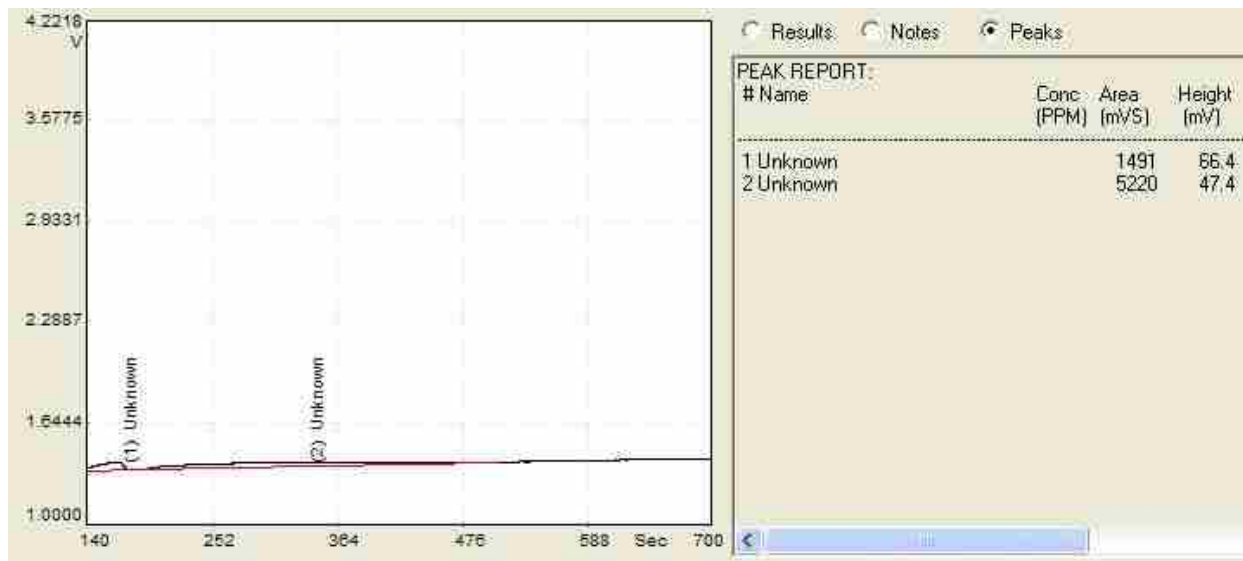 4.2218
V
3.5775
2.9331
2.2887
1.6444
1.0000
(1) Unknown
(2) Unknown
140 252 364 476 588 Sec 700
Results Notes Peaks
PEAK REPORT:
# Name Conc Area Height
(PPM) (mVS) (mV)
1 Unknown 1491 66.4
2 Unknown 5220 47.4